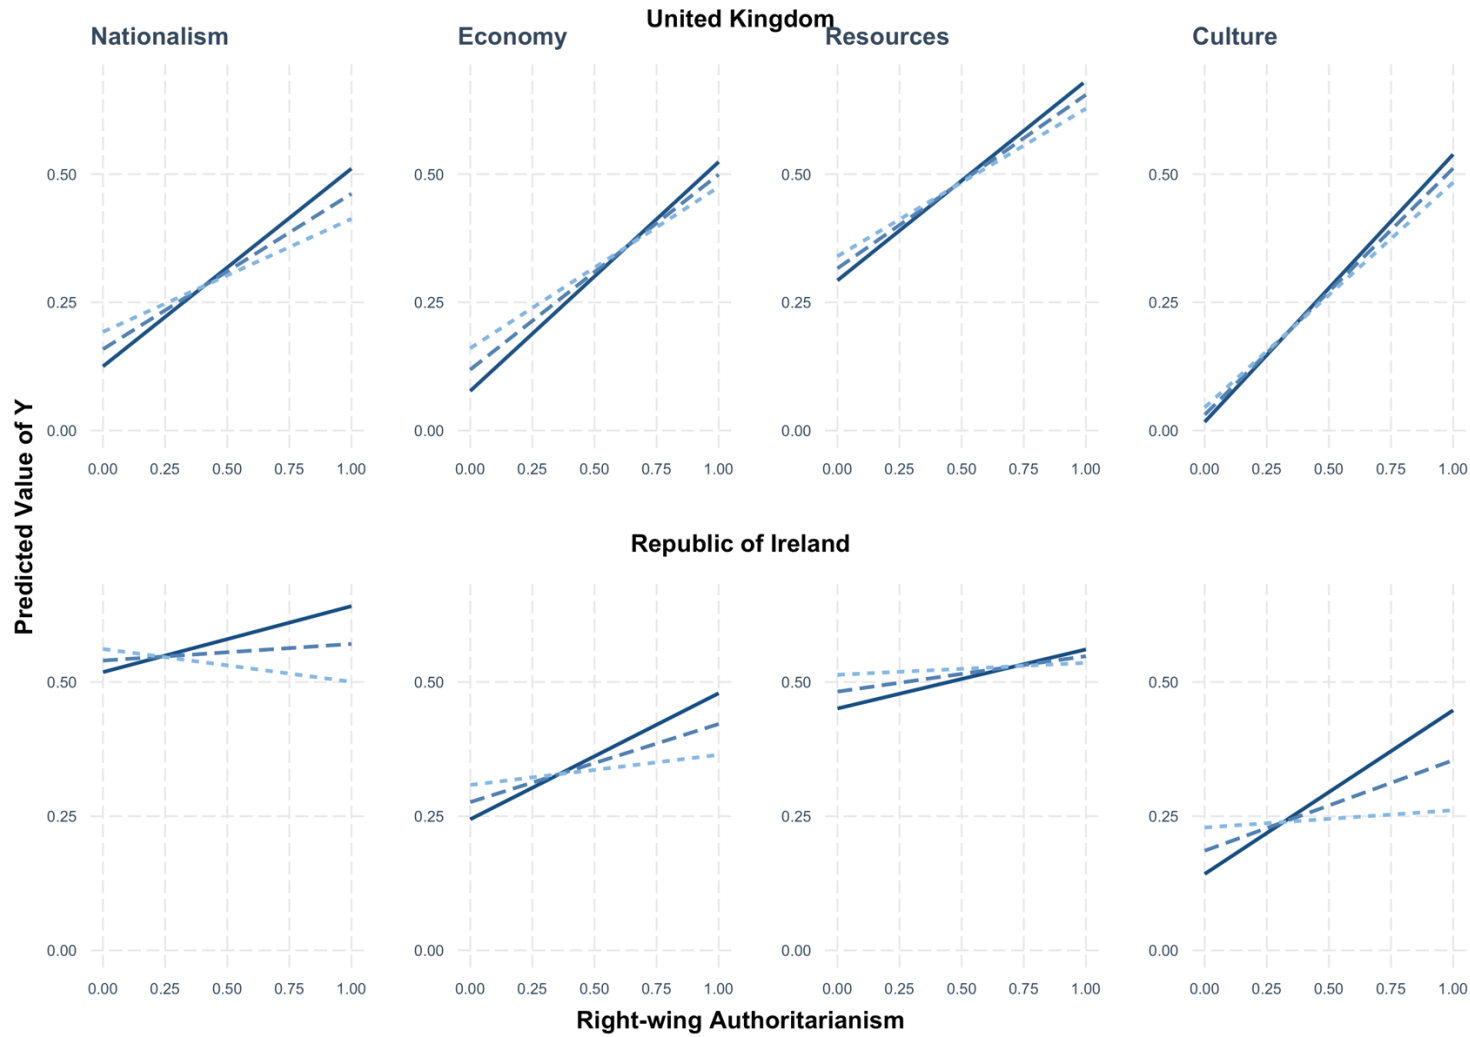 United Kingdom
Nationalism Economy Resources Culture
0.50 0.50 0.50 0.50
0.25 0.25 0.25 0.25
0.00 0.00 0.00 0.00
0.00 0.25 0.50 0.75 1.00 0.00 0.25 0.50 0.75 1.00 0.00 0.25 0.50 0.75 1.00 0.00 0.25 0.50 0.75 1.00
Predicted Value of Y
Republic of Ireland
0.50 0.50 0.50 0.50
0.25 0.25 0.25 0.25
0.00 0.00 0.00 0.00
0.00 0.25 0.50 0.75 1.00 0.00 0.25 0.50 0.75 1.00 0.00 0.25 0.50 0.75 1.00 0.00 0.25 0.50 0.75 1.00
Right-wing Authoritarianism